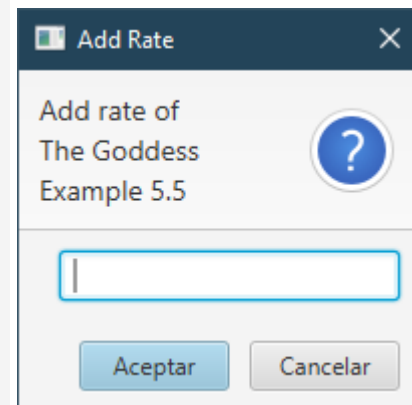 Add Rate
Add rate of
The Goddess
Example 5.5
?
Aceptar Cancelar